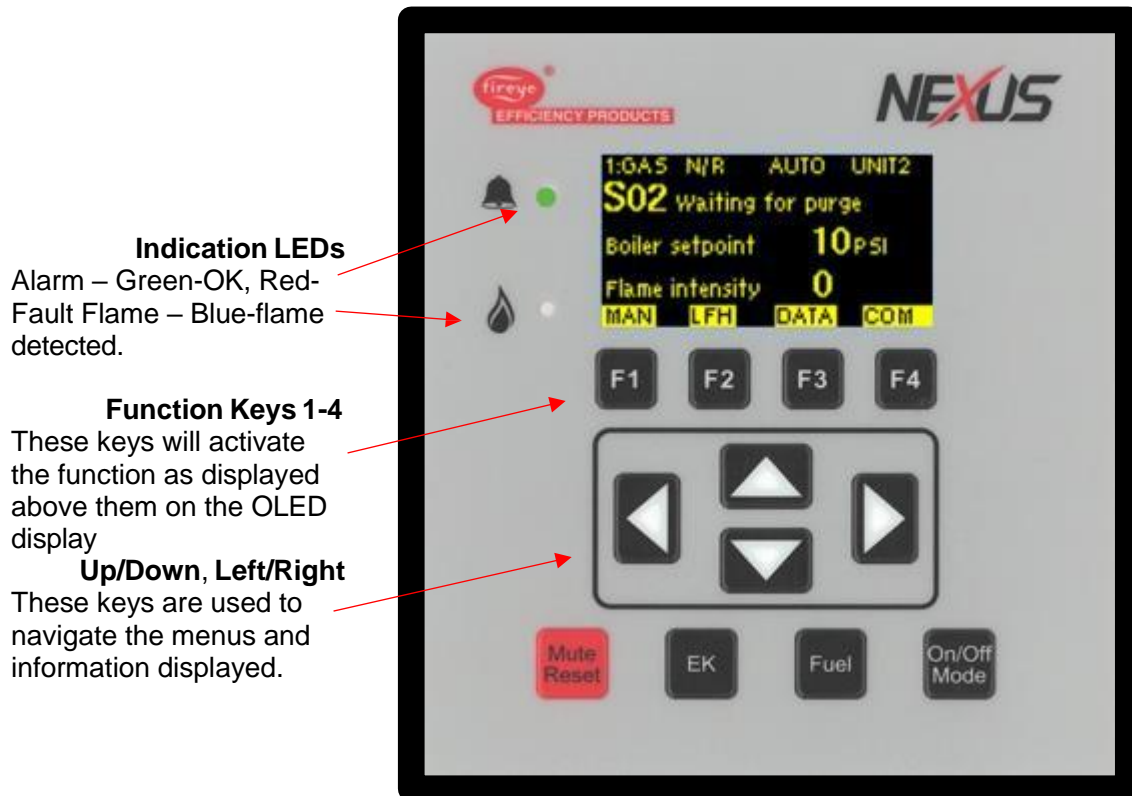 fireye®
EFFICIENCY PRODUCTS
NEXUS
1:GAS N/R AUTO UNIT2
S02 Waiting for purge
Boiler setpoint 10PSI
Flame intensity 0
MAN LFH DATA COM
Indication LEDs
Alarm – Green-OK, Red-
Fault Flame – Blue-flame
detected.
F1 F2 F3 F4
Function Keys 1-4
These keys will activate
the function as displayed
above them on the OLED
display
Up/Down, Left/Right
These keys are used to
navigate the menus and
information displayed.
Mute
Reset
EK
Fuel
On/Off
Mode